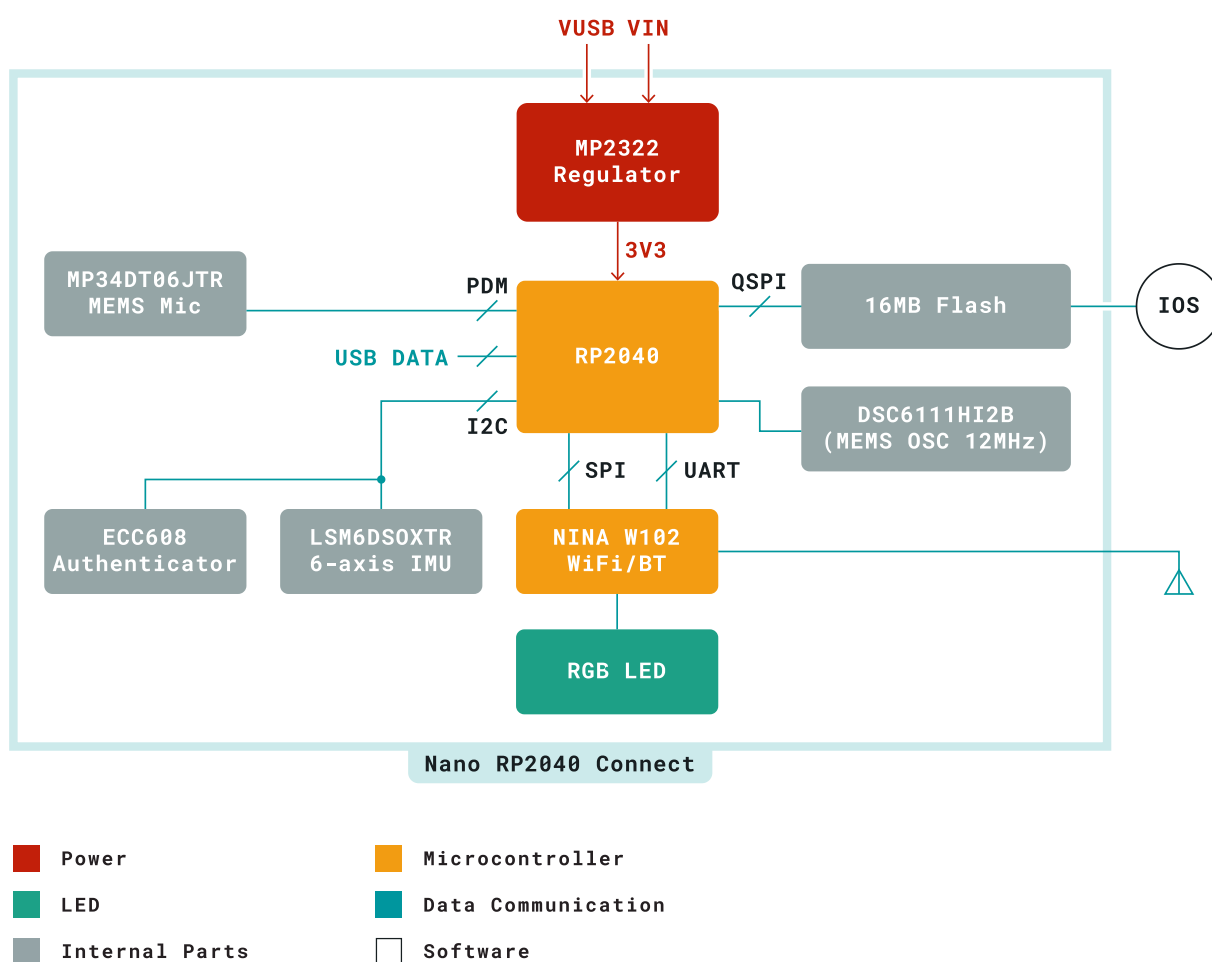 VUSB VIN
MP2322
Regulator
3V3
MP34DT06JTR
MEMS Mic
PDM
QSPI
16MB Flash
IOS
RP2040
USB DATA
I2C
DSC6111HI2B
(MEMS OSC 12MHz)
SPI
UART
ECC608
Authenticator
LSM6DSOXTR
6-axis IMU
NINA W102
WiFi/BT
RGB LED
Nano RP2040 Connect
Power
Microcontroller
LED
Data Communication
Internal Parts
Software